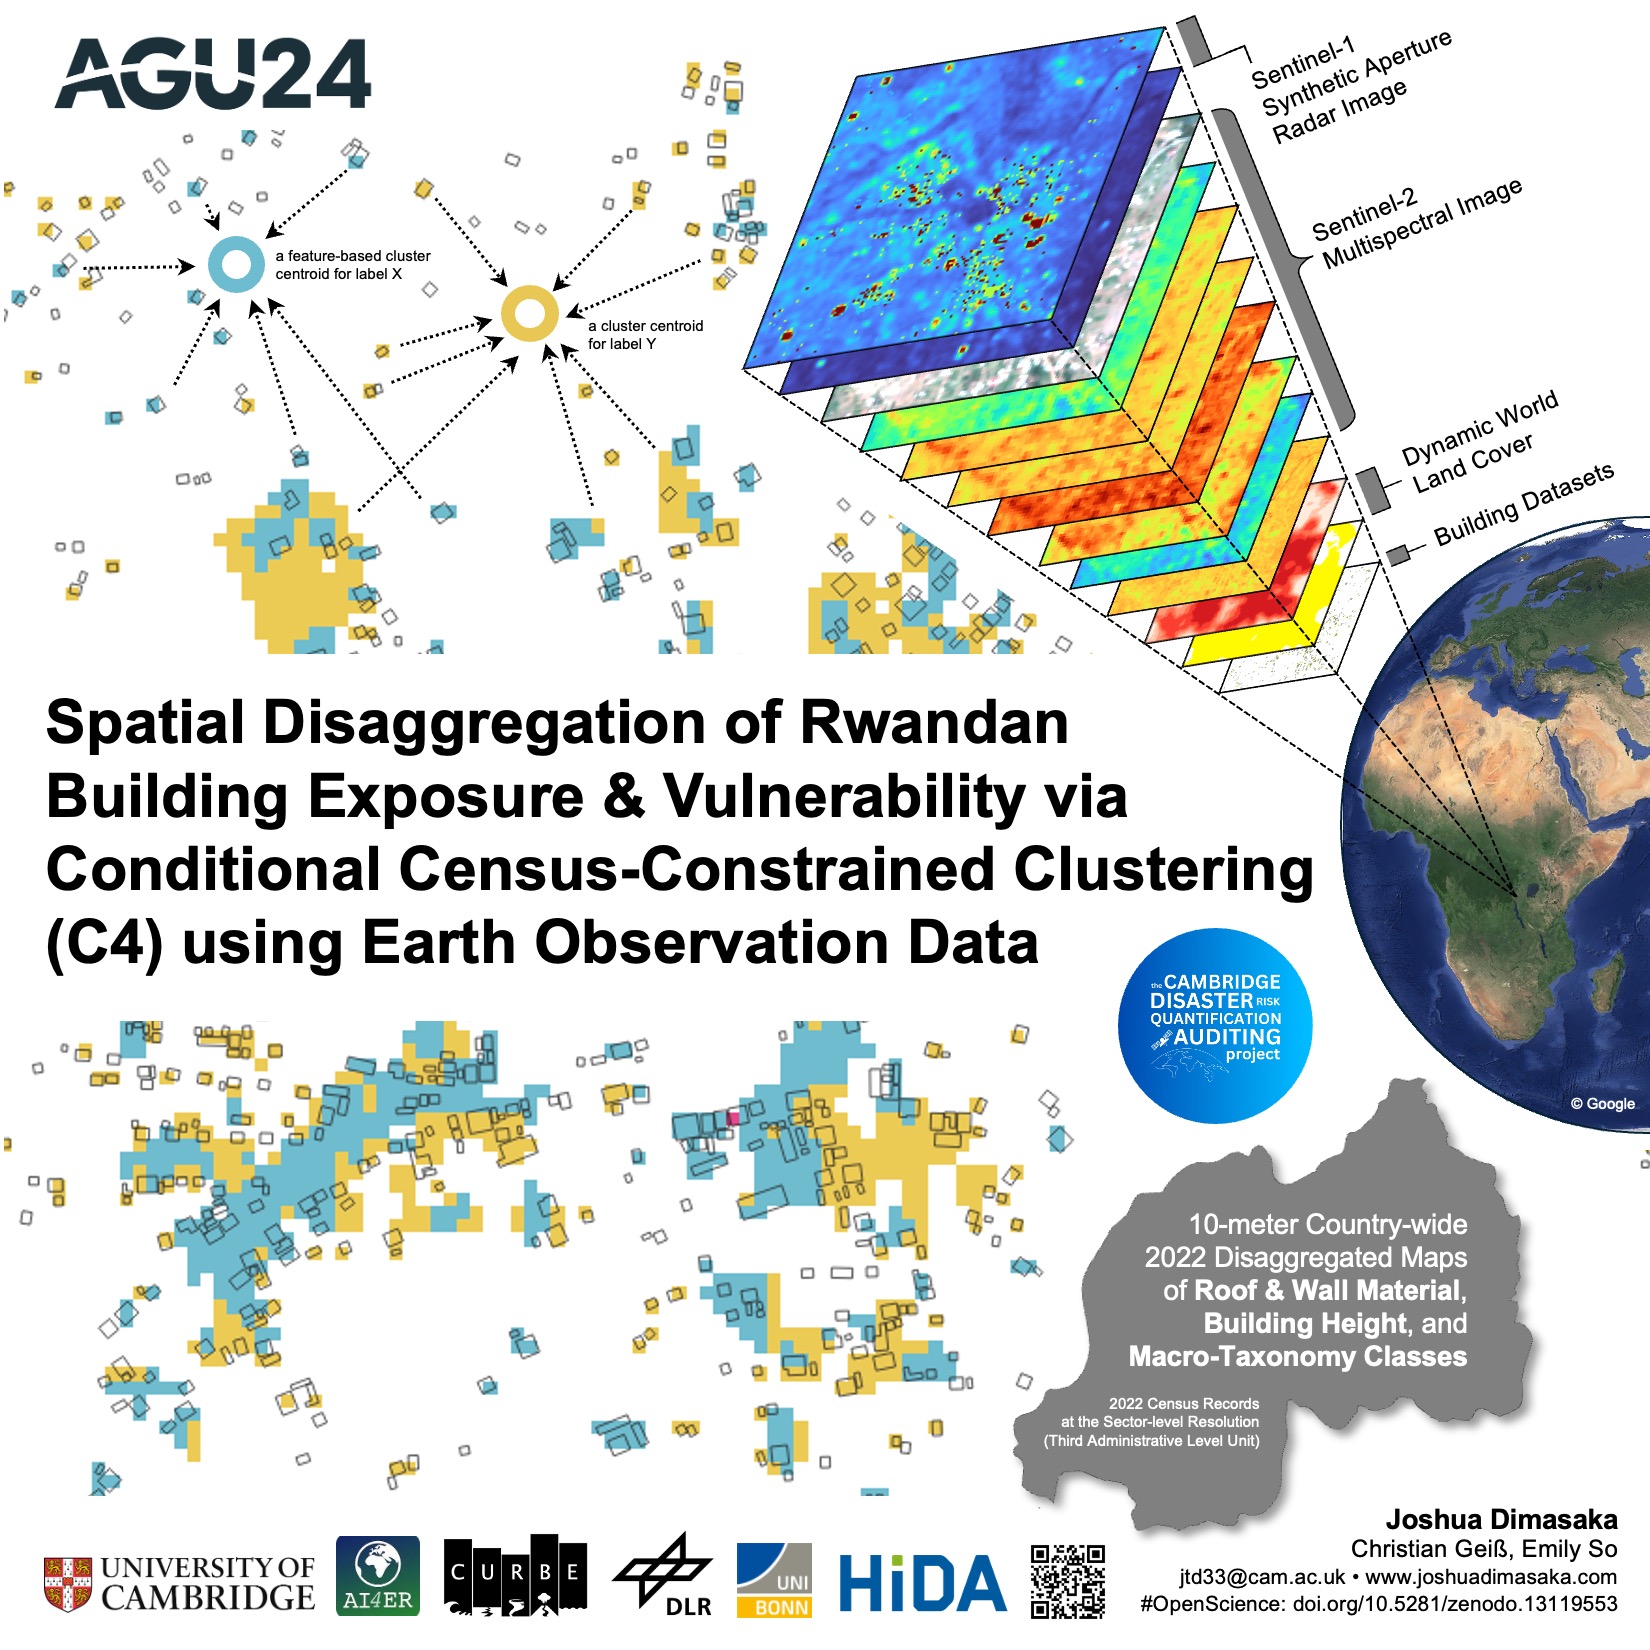 AGU24
a feature-based cluster
centroid for label X
a cluster centroid
for label Y
Sentinel-1
Synthetic Aperture
Radar Image
Sentinel-2
Multispectral Image
Dynamic World
Land Cover
Building Datasets
Spatial Disaggregation of Rwandan
Building Exposure & Vulnerability via
Conditional Census-Constrained Clustering
(C4) using Earth Observation Data
the CAMBRIDGE
DISASTER RISK
QUANTIFICATION
AUDITING
project
© Google
10-meter Country-wide
2022 Disaggregated Maps
of Roof & Wall Material,
Building Height, and
Macro-Taxonomy Classes
2022 Census Records
at the Sector-level Resolution
(Third Administrative Level Unit)
Joshua Dimasaka
Christian Geiß, Emily So
jtd33@cam.ac.uk • www.joshuadimasaka.com
#OpenScience: doi.org/10.5281/zenodo.13119553
UNIVERSITY OF
CAMBRIDGE
AI4ER
CURBE
DLR
UNI
BONN
HiDA